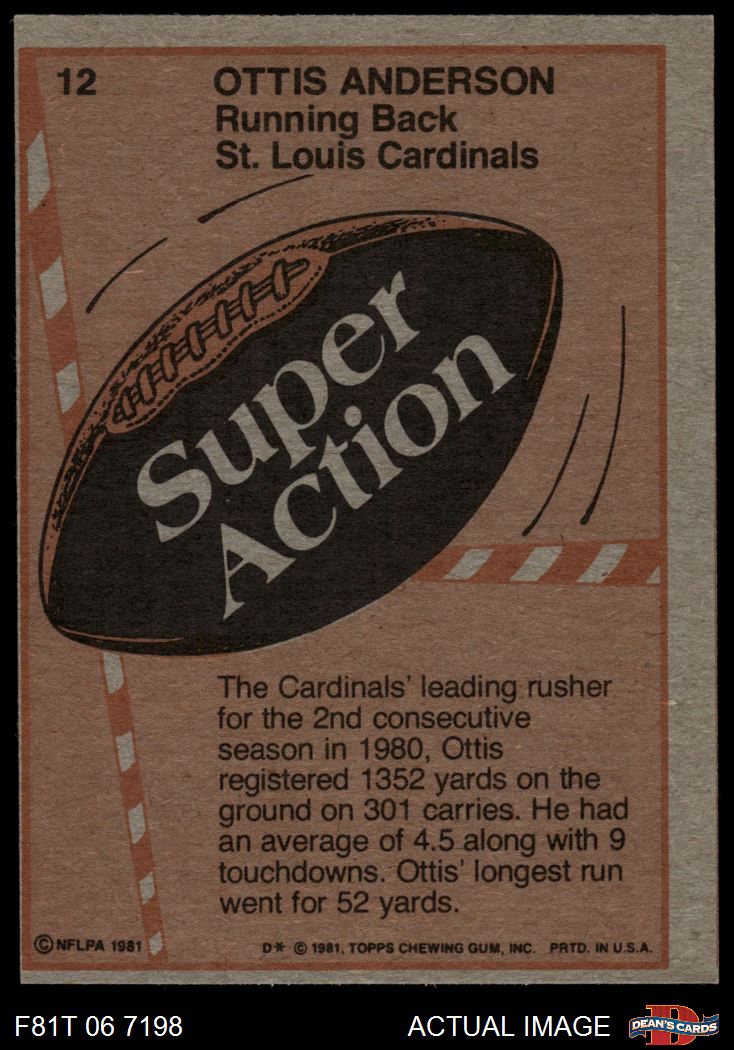 12
OTTIS ANDERSON
Running Back
St. Louis Cardinals
Super
Action
The Cardinals' leading rusher
for the 2nd consecutive
season in 1980, Ottis
registered 1352 yards on the
ground on 301 carries. He had
an average of 4.5 along with 9
touchdowns. Ottis' longest run
went for 52 yards.
© NFLPA 1981
D* © 1981, TOPPS CHEWING GUM, INC. PRTD. IN U.S.A.
F81T 06 7198
ACTUAL IMAGE
DEAN'S CARDS